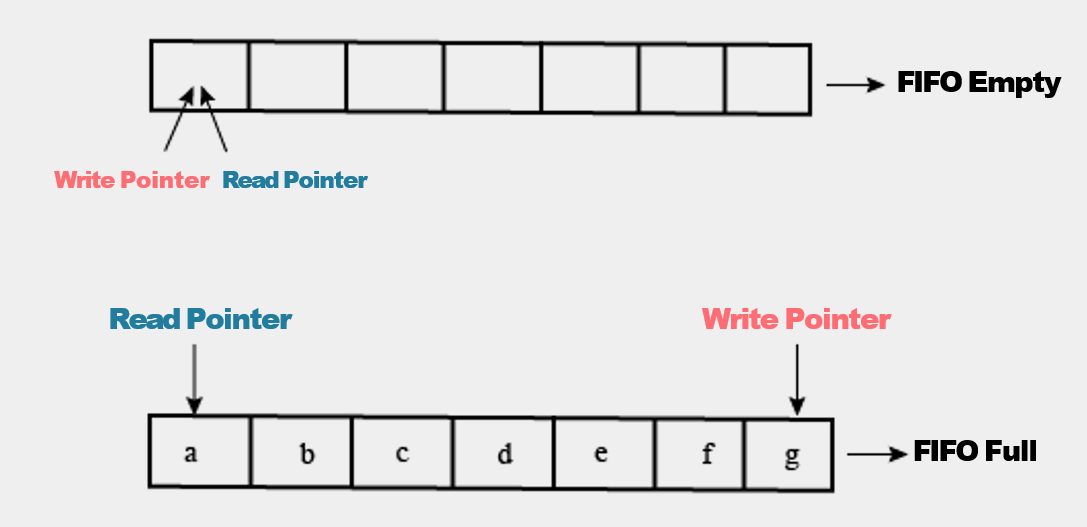 FIFO Empty
Write Pointer Read Pointer
Read Pointer Write Pointer
a b c d e f g FIFO Full